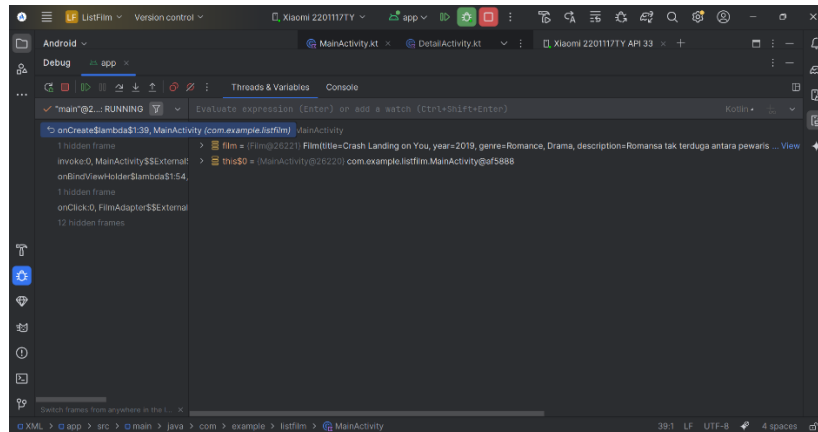 LF ListFilm Version control Xiaomi 2201117TY app
Android MainActivity.kt DetailActivity.kt Xiaomi 2201117TY API 33
Debug app
Threads & Variables Console
"main"@2...: RUNNING Evaluate expression (Enter) or add a watch (Ctrl+Shift+Enter) Kotlin
onCreate$lambda$1:39, MainActivity (com.example.listfilm) MainActivity
1 hidden frame film = {Film@26221} Film(title=Crash Landing on You, year=2019, genre=Romance, Drama, description=Romansa tak terduga antara pewaris ... View
invoke:0, MainActivity$$External this$0 = {MainActivity@26220} com.example.listfilm.MainActivity@af5888
onBindViewHolder$lambda$1:54,
1 hidden frame
onClick:0, FilmAdapter$$External
12 hidden frames
Switch frames from anywhere in the I...
XML > app > src > main > java > com > example > listfilm > MainActivity 39:1 LF UTF-8 4 spaces